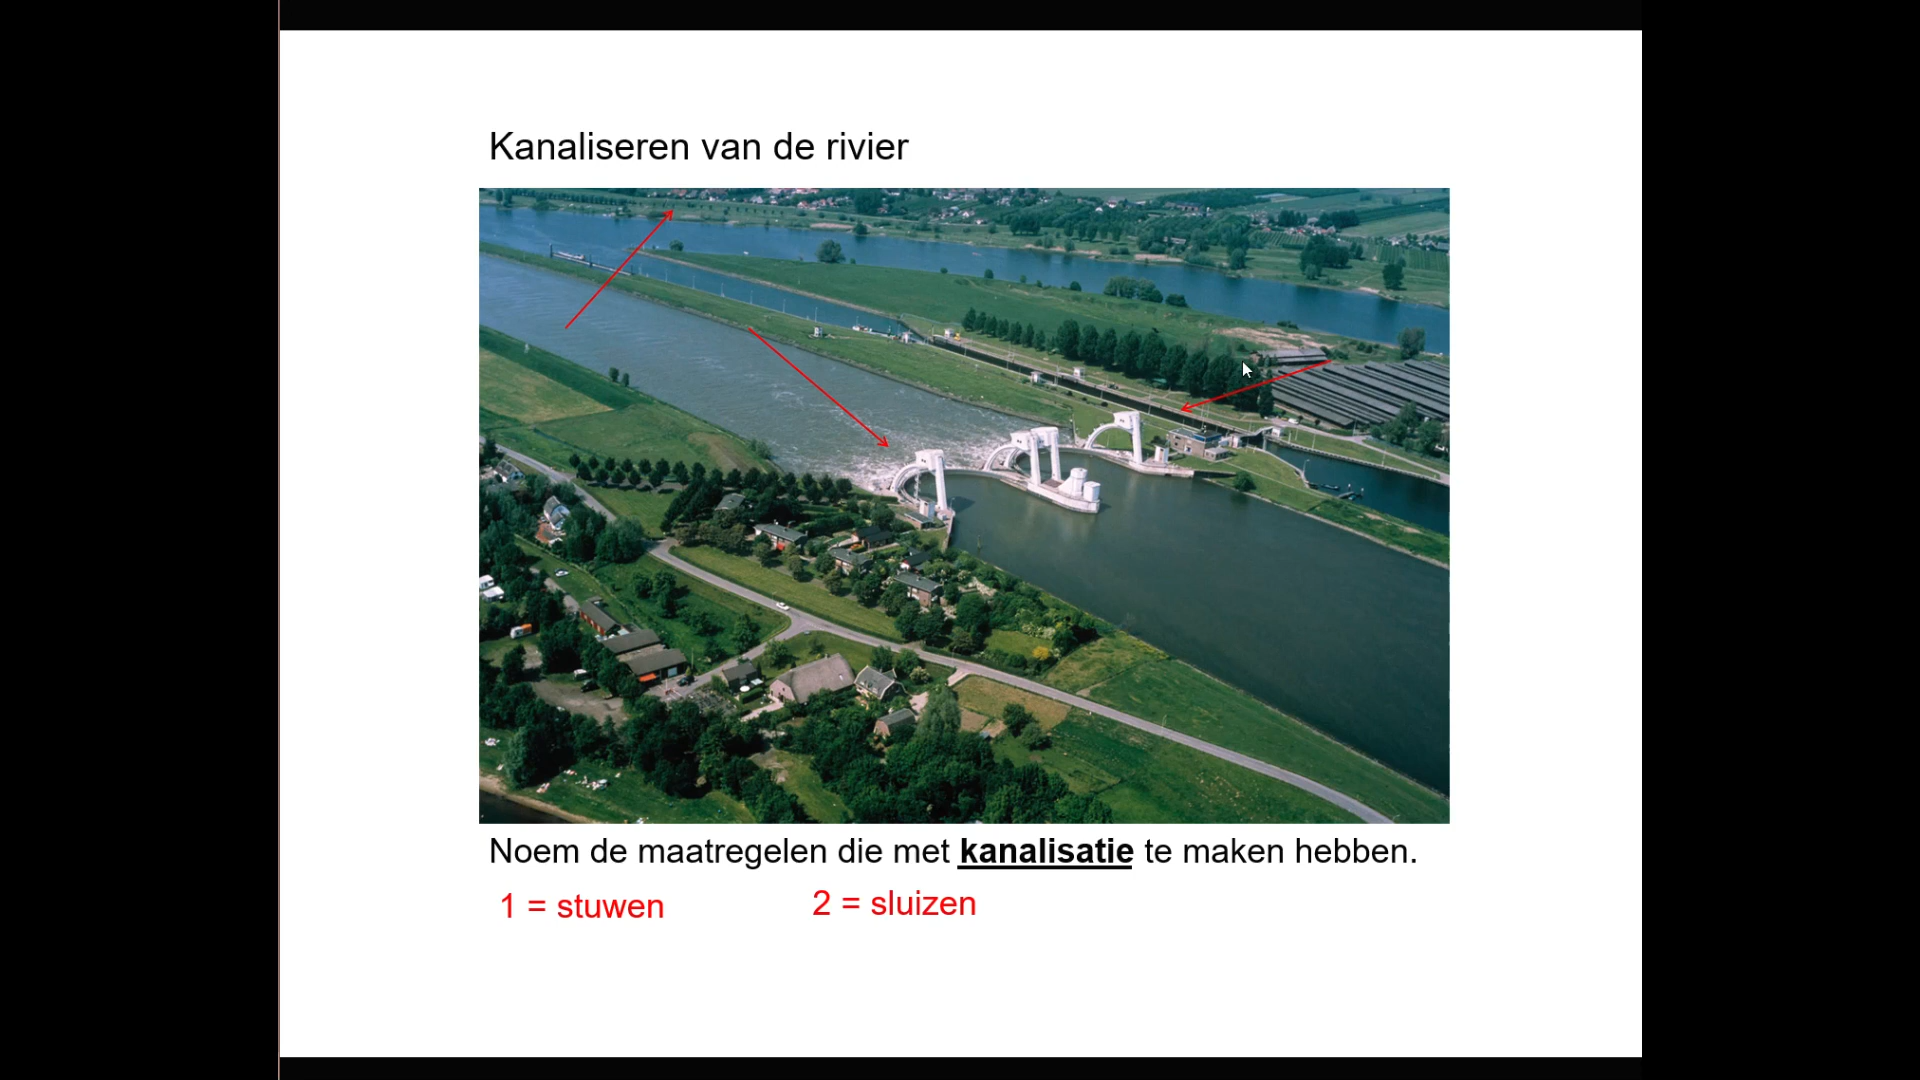 Kanaliseren van de rivier
Noem de maatregelen die met kanalisatie te maken hebben.
1 = stuwen
2 = sluizen